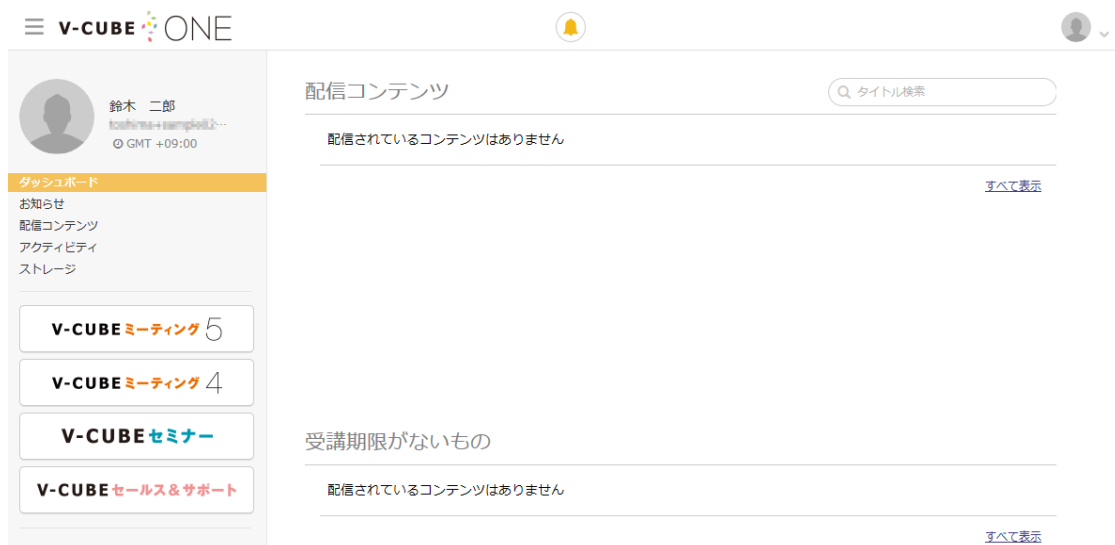 V-CUBE ONE
鈴木　二郎
GMT +09:00
ダッシュボード
お知らせ
配信コンテンツ
アクティビティ
ストレージ
V-CUBE ミーティング 5
V-CUBE ミーティング 4
V-CUBE セミナー
V-CUBE セールス＆サポート
配信コンテンツ
タイトル検索
配信されているコンテンツはありません
すべて表示
受講期限がないもの
配信されているコンテンツはありません
すべて表示